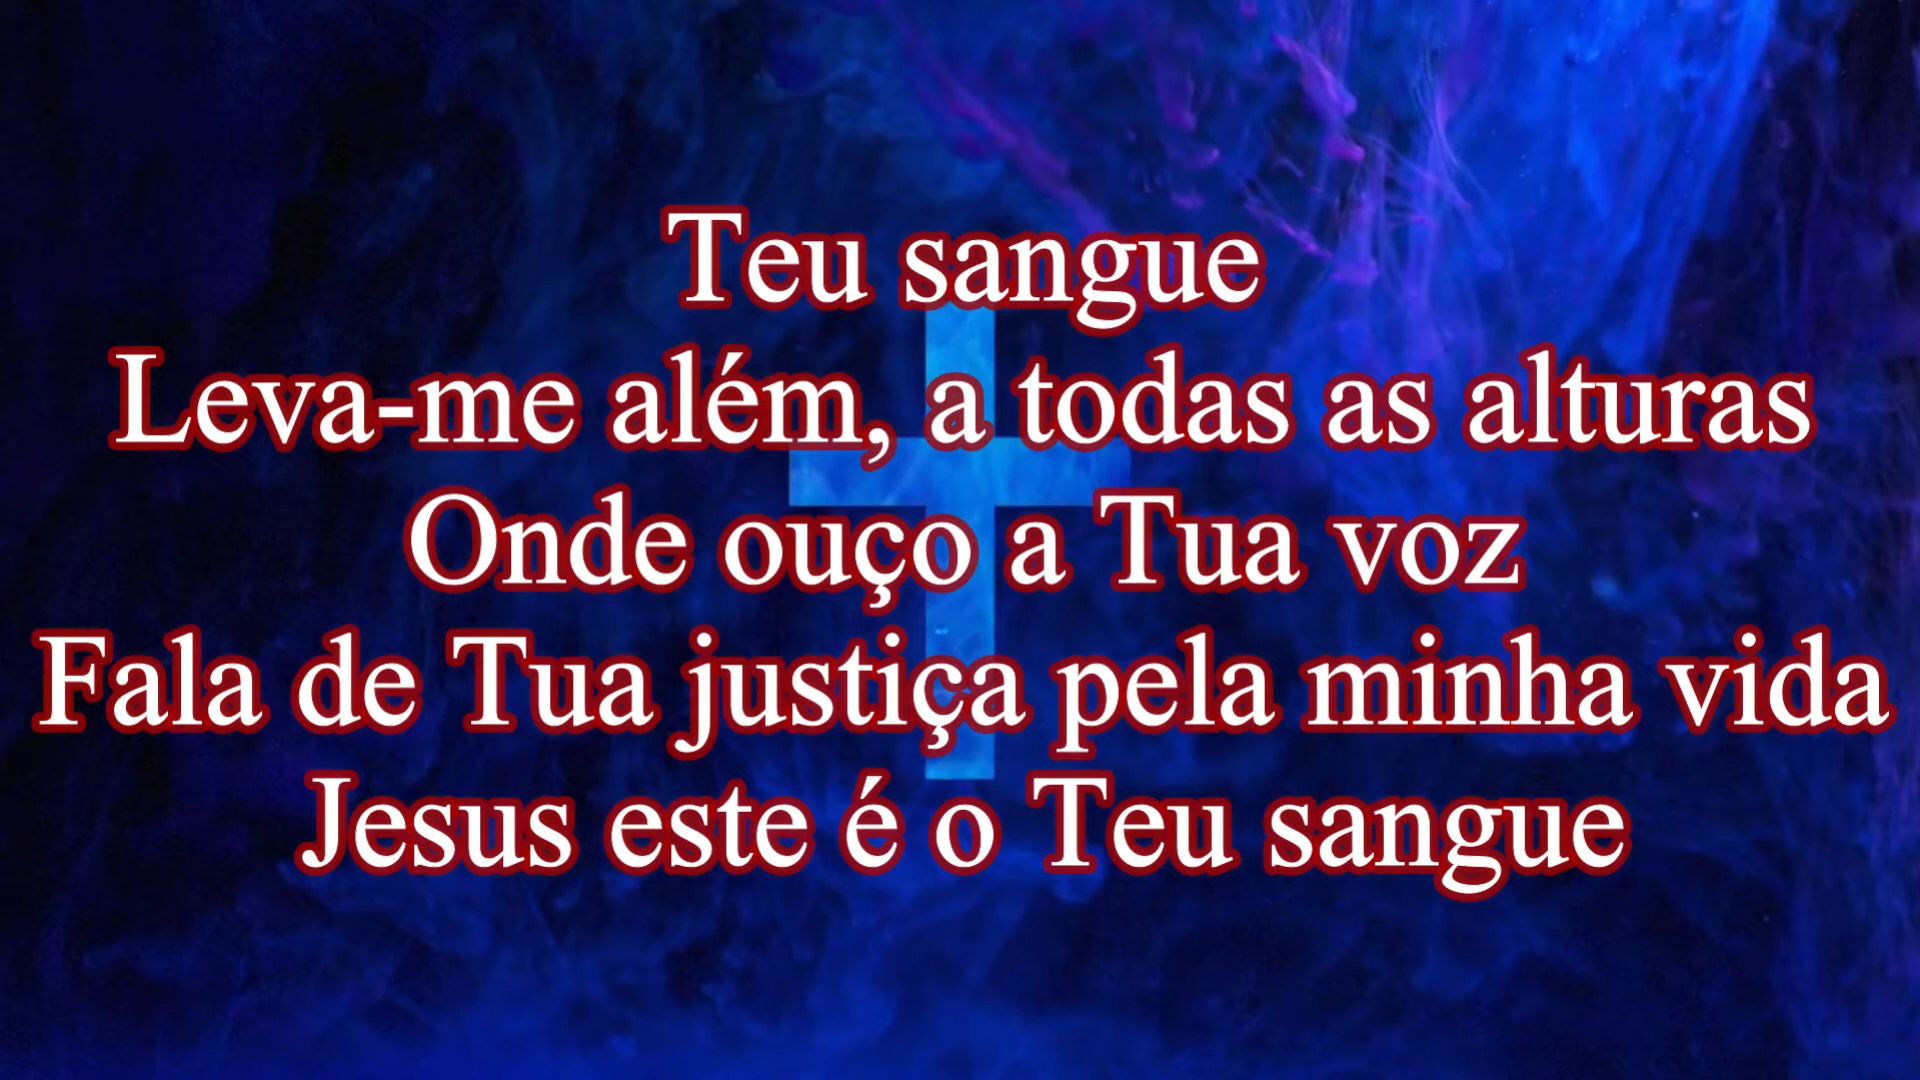 Teu sangue
Leva-me além, a todas as alturas
Onde ouço a Tua voz
Fala de Tua justiça pela minha vida
Jesus este é o Teu sangue